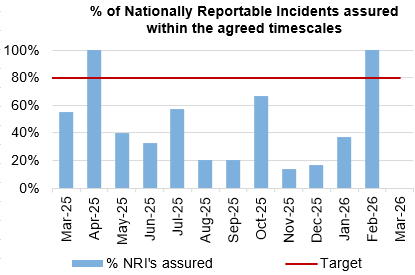 % of Nationally Reportable Incidents assured
within the agreed timescales
100%
80%
60%
40%
20%
0%
Mar-25
Apr-25
May-25
Jun-25
Jul-25
Aug-25
Sep-25
Oct-25
Nov-25
Dec-25
Jan-26
Feb-26
Mar-26
% NRI's assured
Target